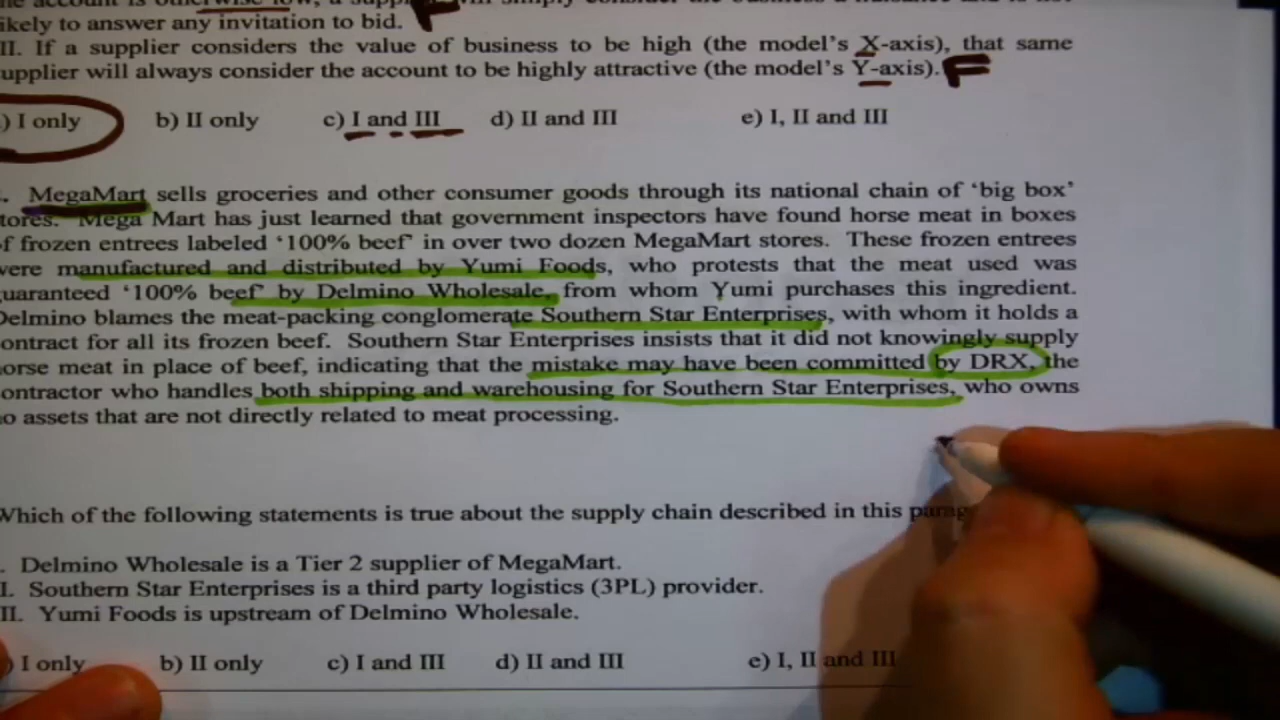 likely to answer any invitation to bid. F
II. If a supplier considers the value of business to be high (the model's X-axis), that same
upplier will always consider the account to be highly attractive (the model's Y-axis). F
) I only b) II only c) I and III d) II and III e) I, II and III
. MegaMart sells groceries and other consumer goods through its national chain of ‘big box’
tores. Mega Mart has just learned that government inspectors have found horse meat in boxes
f frozen entrees labeled ‘100% beef’ in over two dozen MegaMart stores. These frozen entrees
were manufactured and distributed by Yumi Foods, who protests that the meat used was
uaranteed ‘100% beef’ by Delmino Wholesale, from whom Yumi purchases this ingredient.
Delmino blames the meat-packing conglomerate Southern Star Enterprises, with whom it holds a
ontract for all its frozen beef. Southern Star Enterprises insists that it did not knowingly supply
orse meat in place of beef, indicating that the mistake may have been committed by DRX, the
ontractor who handles both shipping and warehousing for Southern Star Enterprises, who owns
o assets that are not directly related to meat processing.
Which of the following statements is true about the supply chain described in this parag
. Delmino Wholesale is a Tier 2 supplier of MegaMart.
I. Southern Star Enterprises is a third party logistics (3PL) provider.
II. Yumi Foods is upstream of Delmino Wholesale.
) I only b) II only c) I and III d) II and III e) I, II and III